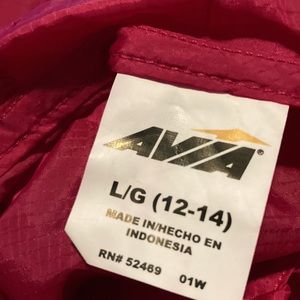 AVIA®
L/G (12-14)
MADE IN/HECHO EN
INDONESIA
RN# 52469 01W